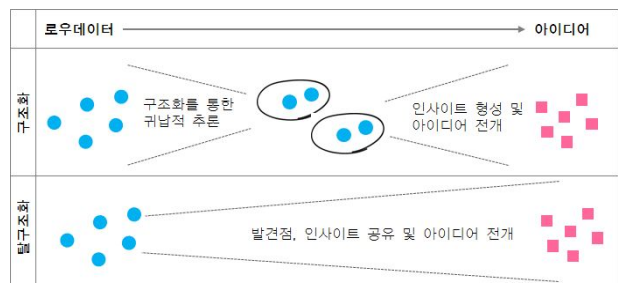 로우데이터
아이디어
구조화
구조화를 통한
귀납적 추론
인사이트 형성 및
아이디어 전개
탈구조화
발견점, 인사이트 공유 및 아이디어 전개